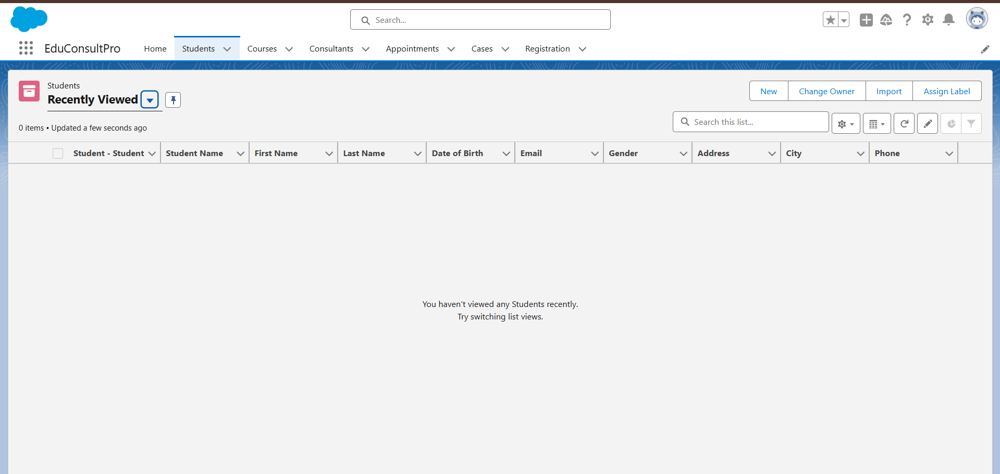 Search...
EduConsultPro
Home
Students
Courses
Consultants
Appointments
Cases
Registration
Students
Recently Viewed
New
Change Owner
Import
Assign Label
0 items • Updated a few seconds ago
Search this list...
Student - Student
Student Name
First Name
Last Name
Date of Birth
Email
Gender
Address
City
Phone
You haven't viewed any Students recently.
Try switching list views.